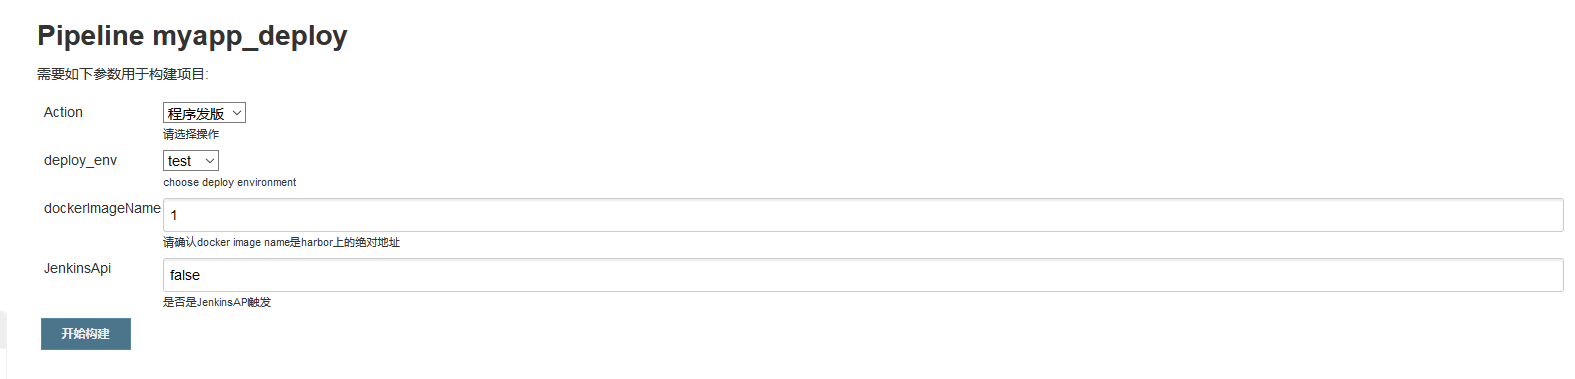 Pipeline myapp_deploy
需要如下参数用于构建项目:
Action
程序发版
请选择操作
deploy_env
test
choose deploy environment
dockerImageName
1
请确认docker image name是harbor上的绝对地址
JenkinsApi
false
是否是JenkinsAPI触发
开始构建